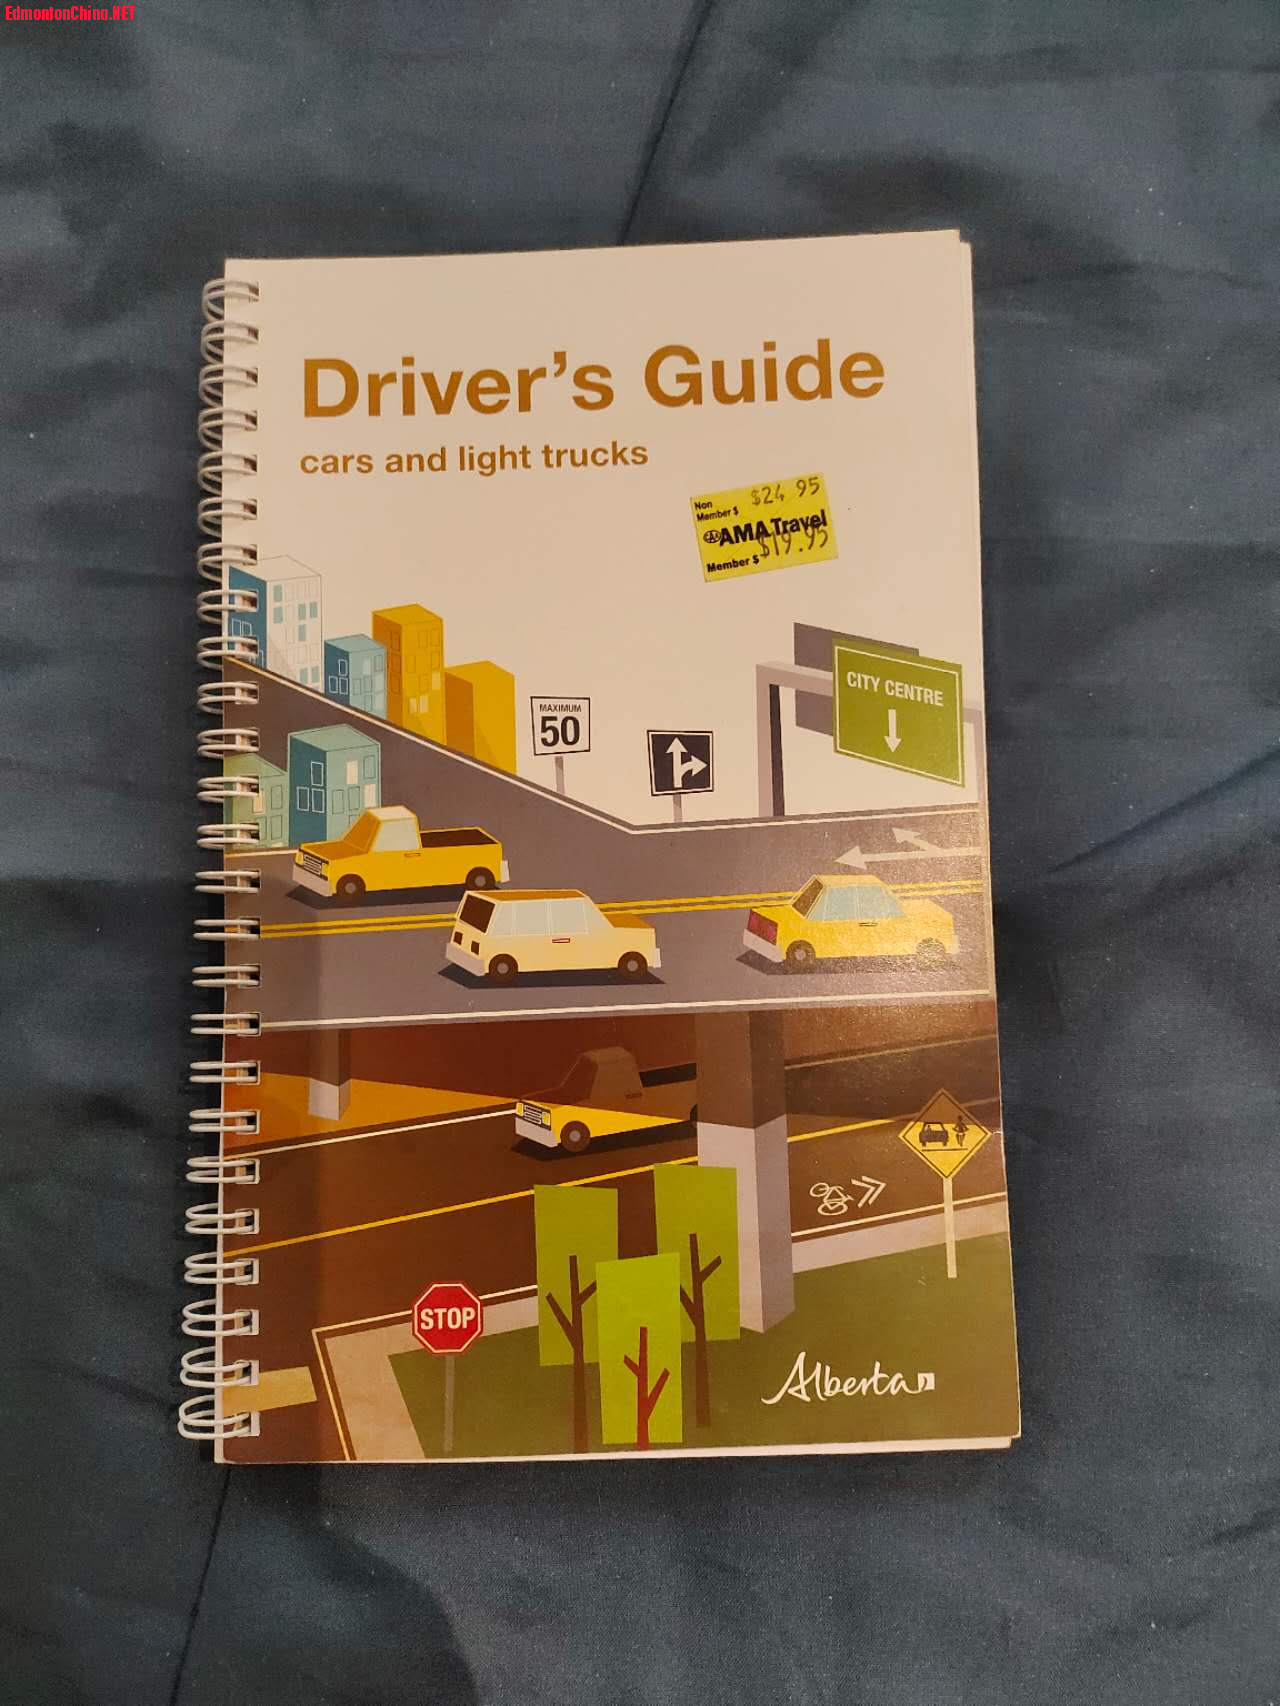 EdmontonChina.NET
Driver's Guide
cars and light trucks
Non
Member $ $24 95
CAA AMA Travel
Member $ $19.95
MAXIMUM
50
CITY CENTRE
STOP
Alberta